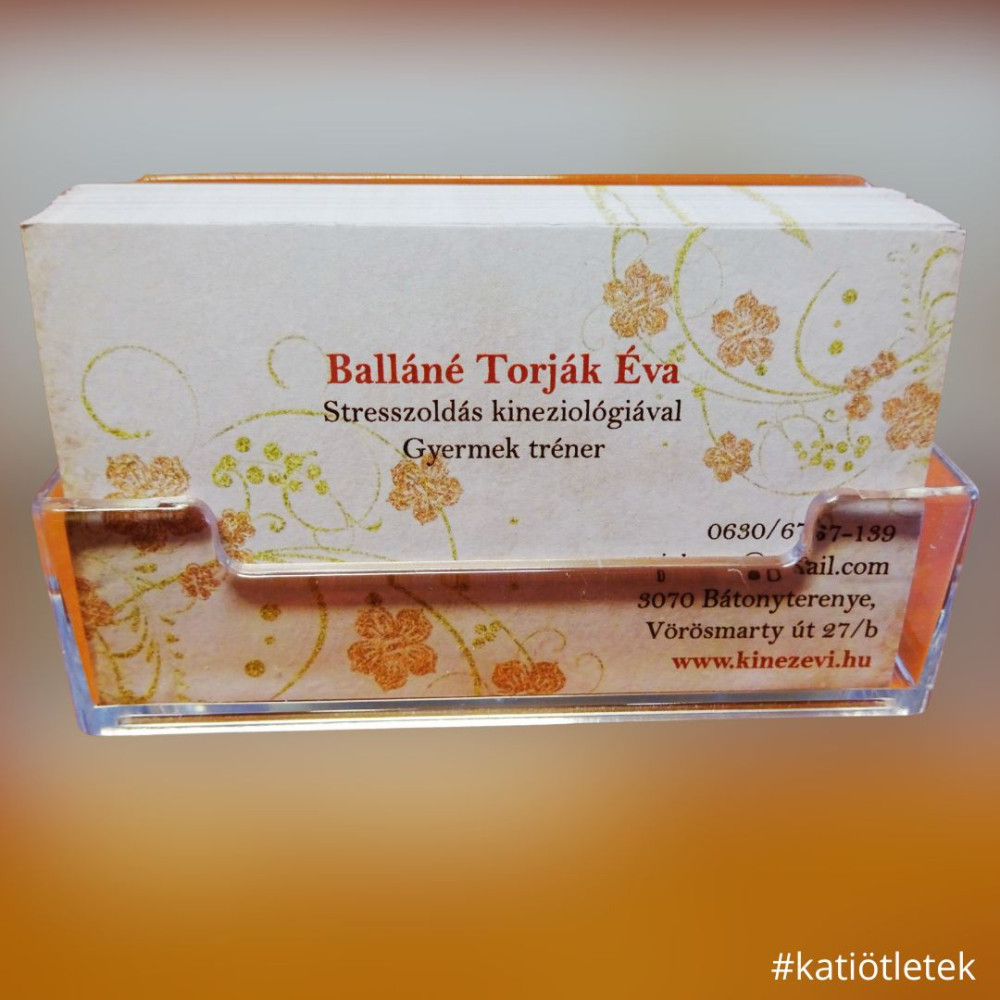 Balláné Torják Éva
Stresszoldás kineziológiával
Gyermek tréner
3070 Bátonyterenye,
Vörösmarty út 27/b
www.kinezevi.hu
#katiötletek